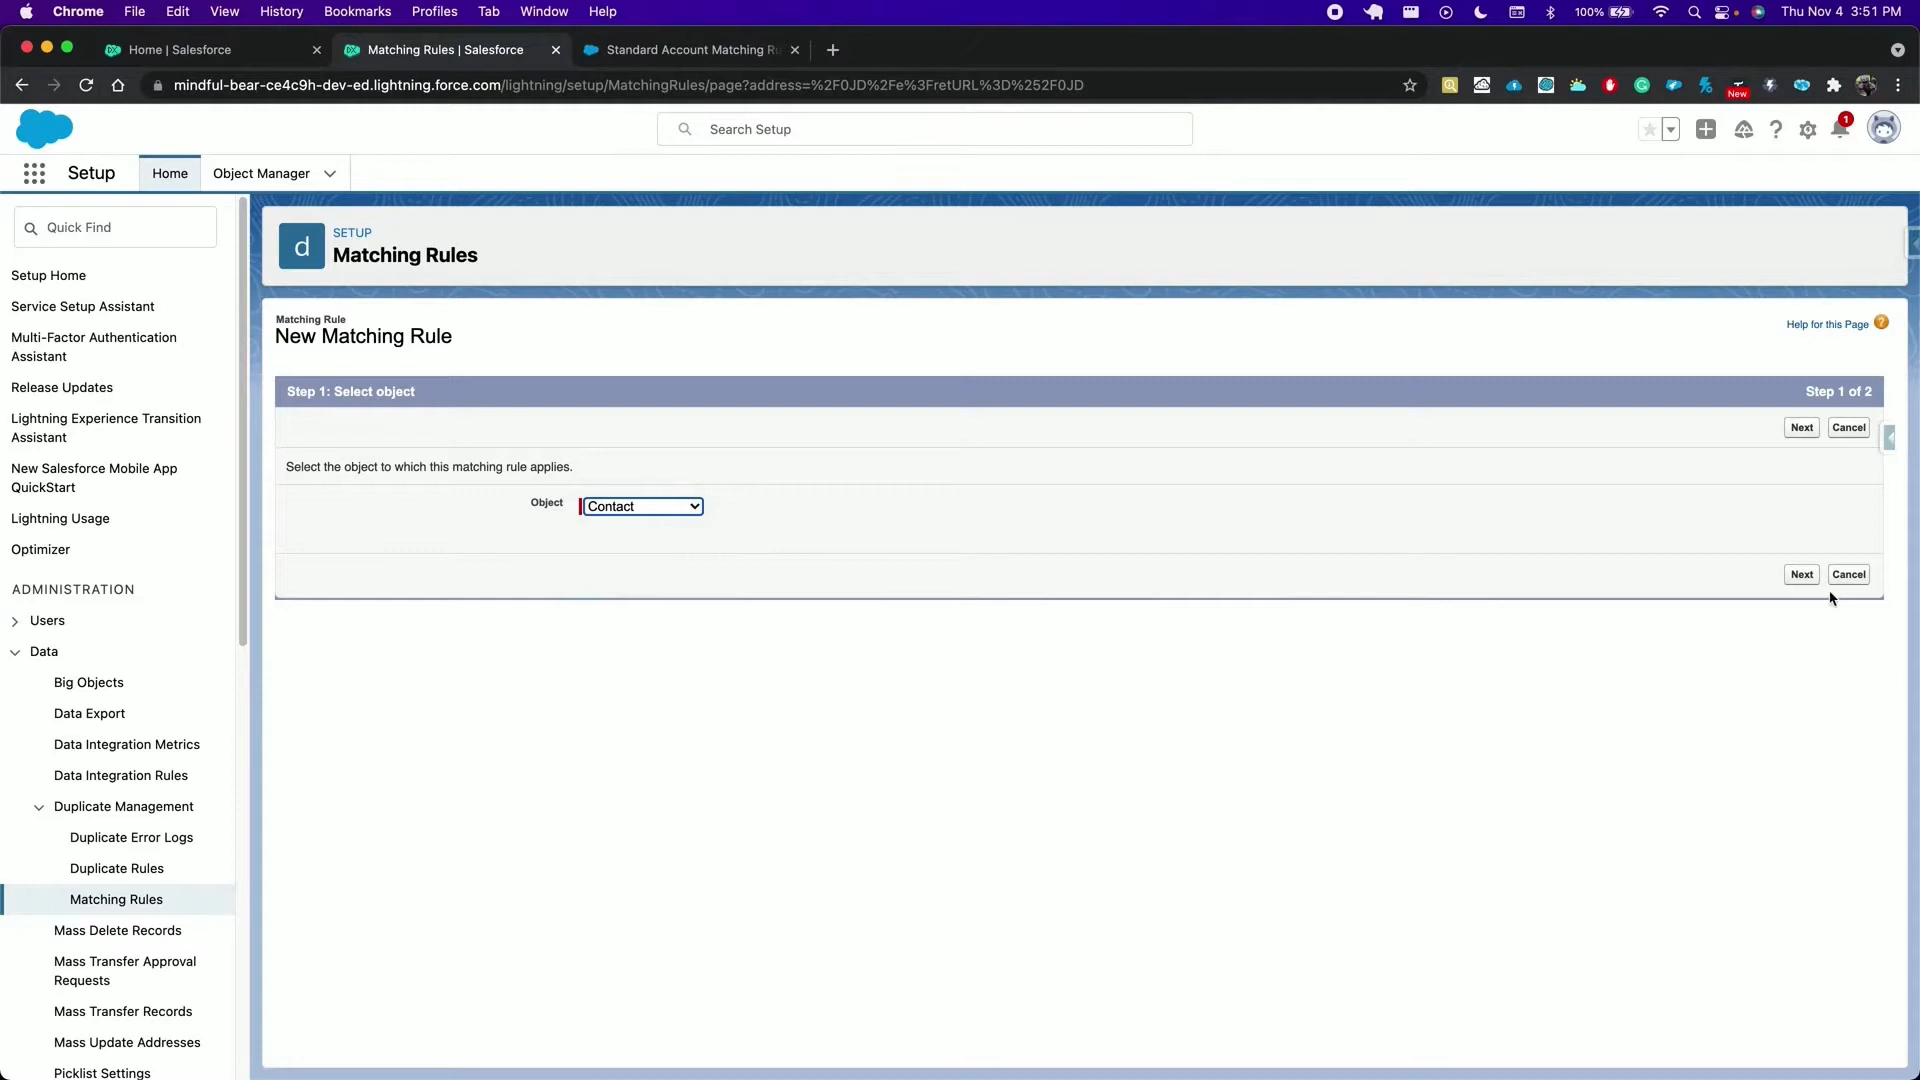 Chrome File Edit View History Bookmarks Profiles Tab Window Help 100% Thu Nov 4 3:51 PM
Home | Salesforce Matching Rules | Salesforce Standard Account Matching Ru
mindful-bear-ce4c9h-dev-ed.lightning.force.com/lightning/setup/MatchingRules/page?address=%2F0JD%2Fe%3FretURL%3D%252F0JD
New
Search Setup
1
Setup Home Object Manager
Quick Find
Setup Home
Service Setup Assistant
Multi-Factor Authentication
Assistant
Release Updates
Lightning Experience Transition
Assistant
New Salesforce Mobile App
QuickStart
Lightning Usage
Optimizer
ADMINISTRATION
Users
Data
Big Objects
Data Export
Data Integration Metrics
Data Integration Rules
Duplicate Management
Duplicate Error Logs
Duplicate Rules
Matching Rules
Mass Delete Records
Mass Transfer Approval
Requests
Mass Transfer Records
Mass Update Addresses
Picklist Settings
d
SETUP
Matching Rules
Matching Rule
New Matching Rule
Help for this Page
Step 1: Select object Step 1 of 2
Next Cancel
Select the object to which this matching rule applies.
Object Contact
Next Cancel